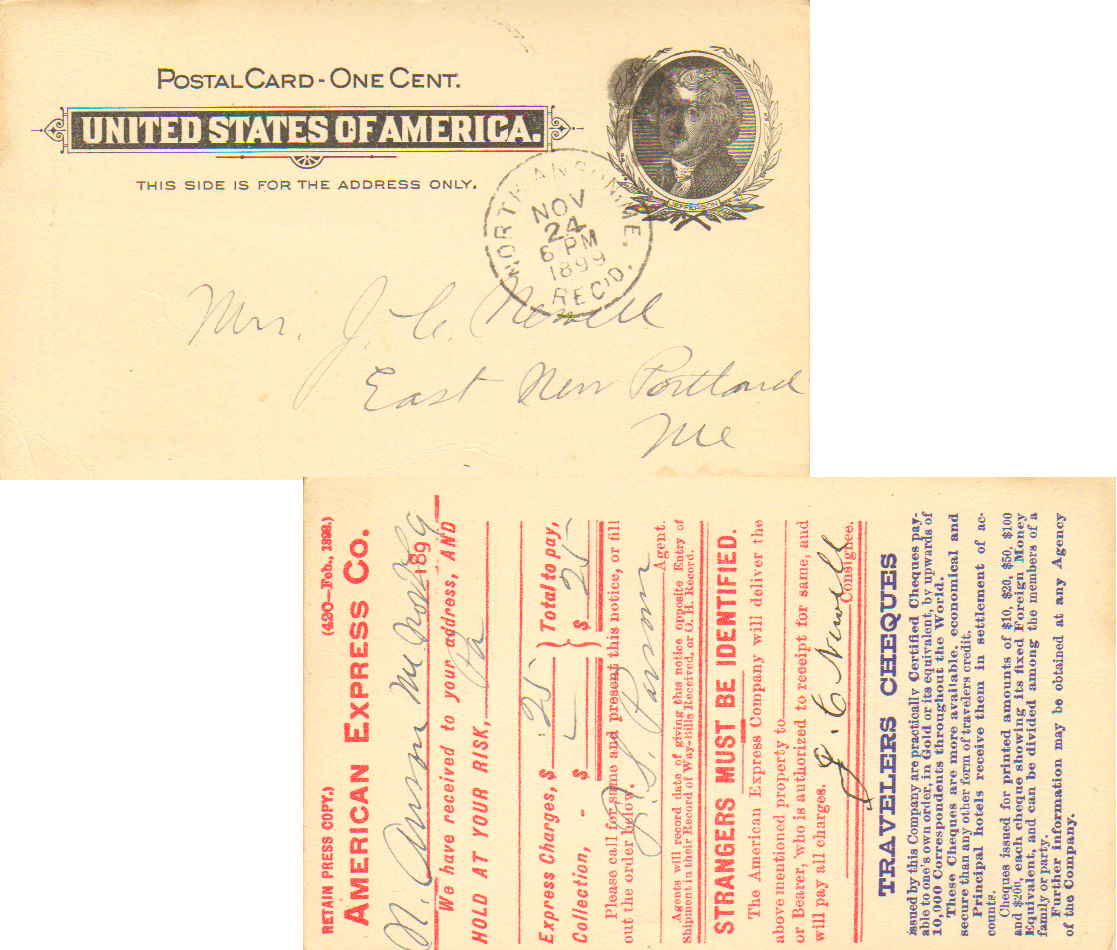 POSTAL CARD - ONE CENT.
UNITED STATES OF AMERICA.
THIS SIDE IS FOR THE ADDRESS ONLY.
JEFFERSON
NORTH ANSON, ME.
NOV
24
6 PM
1899
REC'D.
Mrs. J. C. Newell
East New Portland
Me
RETAIN PRESS COPY.) (420—Feb., 1898.)
AMERICAN EXPRESS CO.
N. Anson Me 1899
We have received to your address, AND
HOLD AT YOUR RISK,
Express Charges, $ 25 } Total to pay,
Collection, - $ } $ 25
Please call for same and present this notice, or fill
out the order below.
J. S. Parsons Agent.
Agents will record date of giving this notice opposite Entry of
Shipment in their Record of Way-Bills Received, or O. H. Record.
STRANGERS MUST BE IDENTIFIED.
The American Express Company will deliver the
above mentioned property to
or Bearer, who is authorized to receipt for same, and
will pay all charges.
J. C. Newell Consignee.
TRAVELERS CHEQUES
issued by this Company are practically Certified Cheques pay-
able to one's own order, in Gold or its equivalent, by upwards of
10,000 Correspondents throughout the World.
These Cheques are more available, economical and
secure than any other form of travelers credit.
Principal hotels receive them in settlement of ac-
counts.
Cheques issued for printed amounts of $10, $20, $50, $100
and $200, each cheque showing its fixed Foreign Money
Equivalent, and can be divided among the members of a
family or party.
Further information may be obtained at any Agency
of the Company.